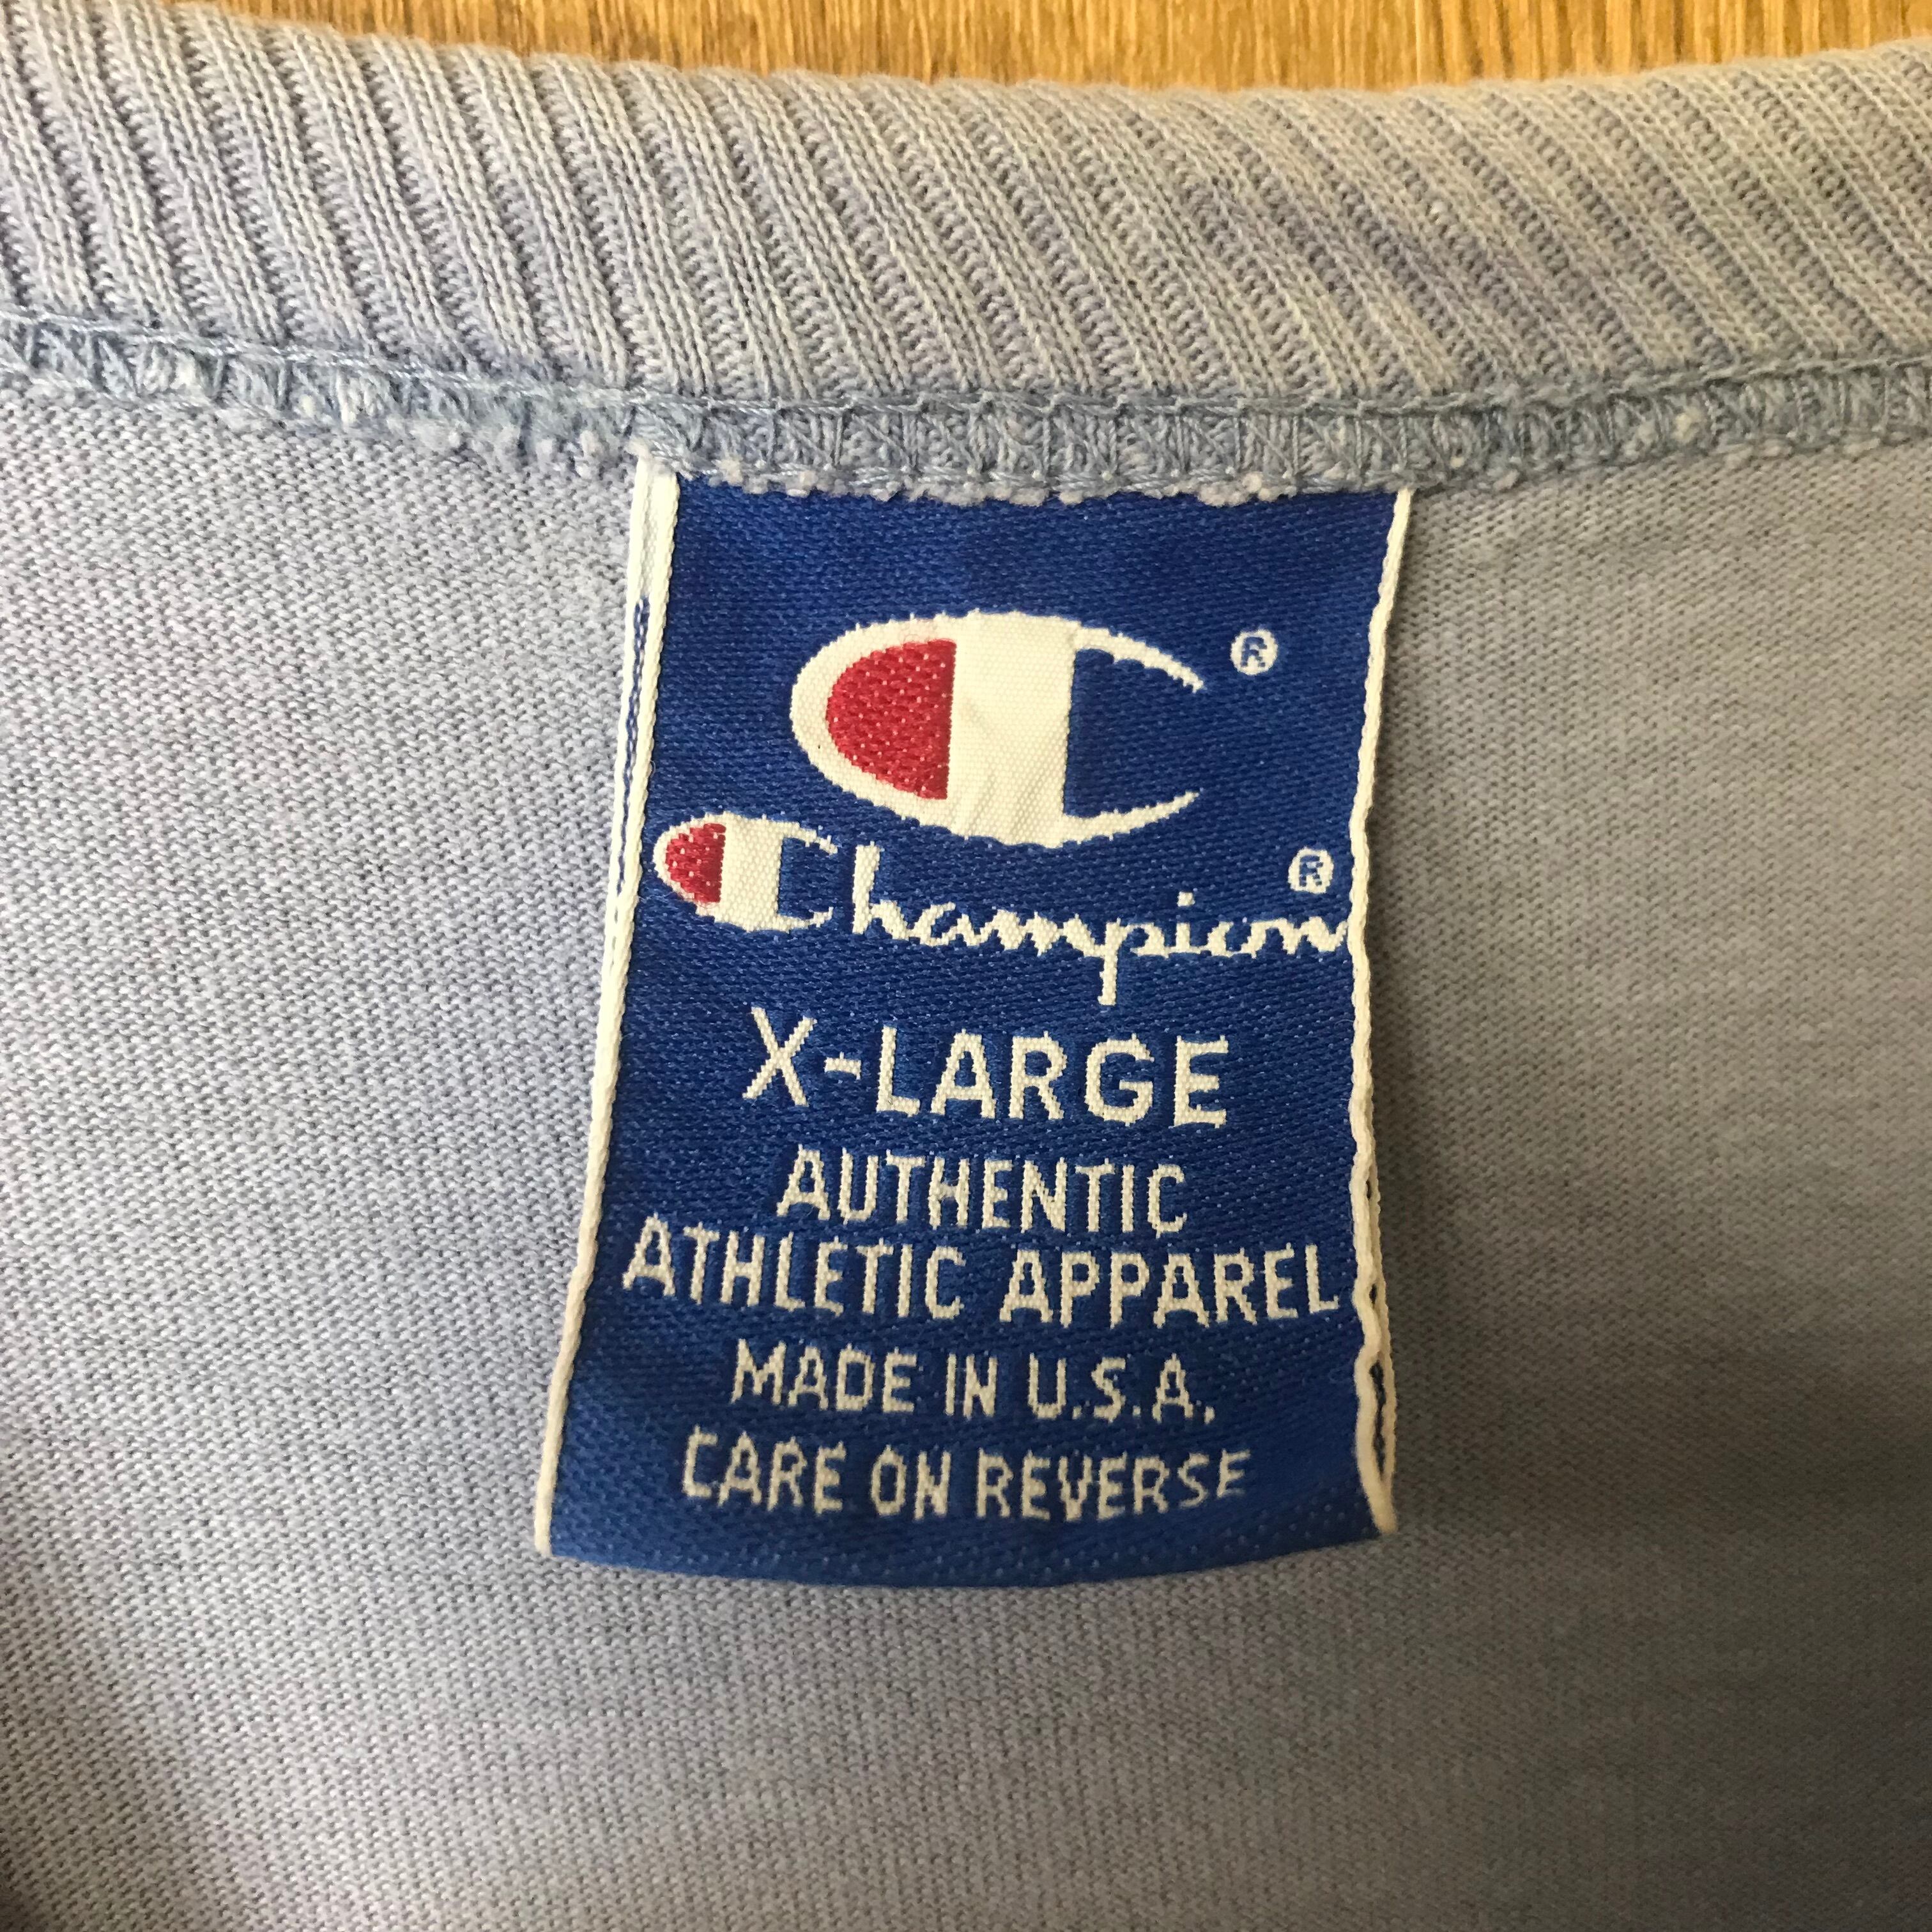 C ®
Champion ®
X-LARGE
AUTHENTIC
ATHLETIC APPAREL
MADE IN U.S.A.
CARE ON REVERSE